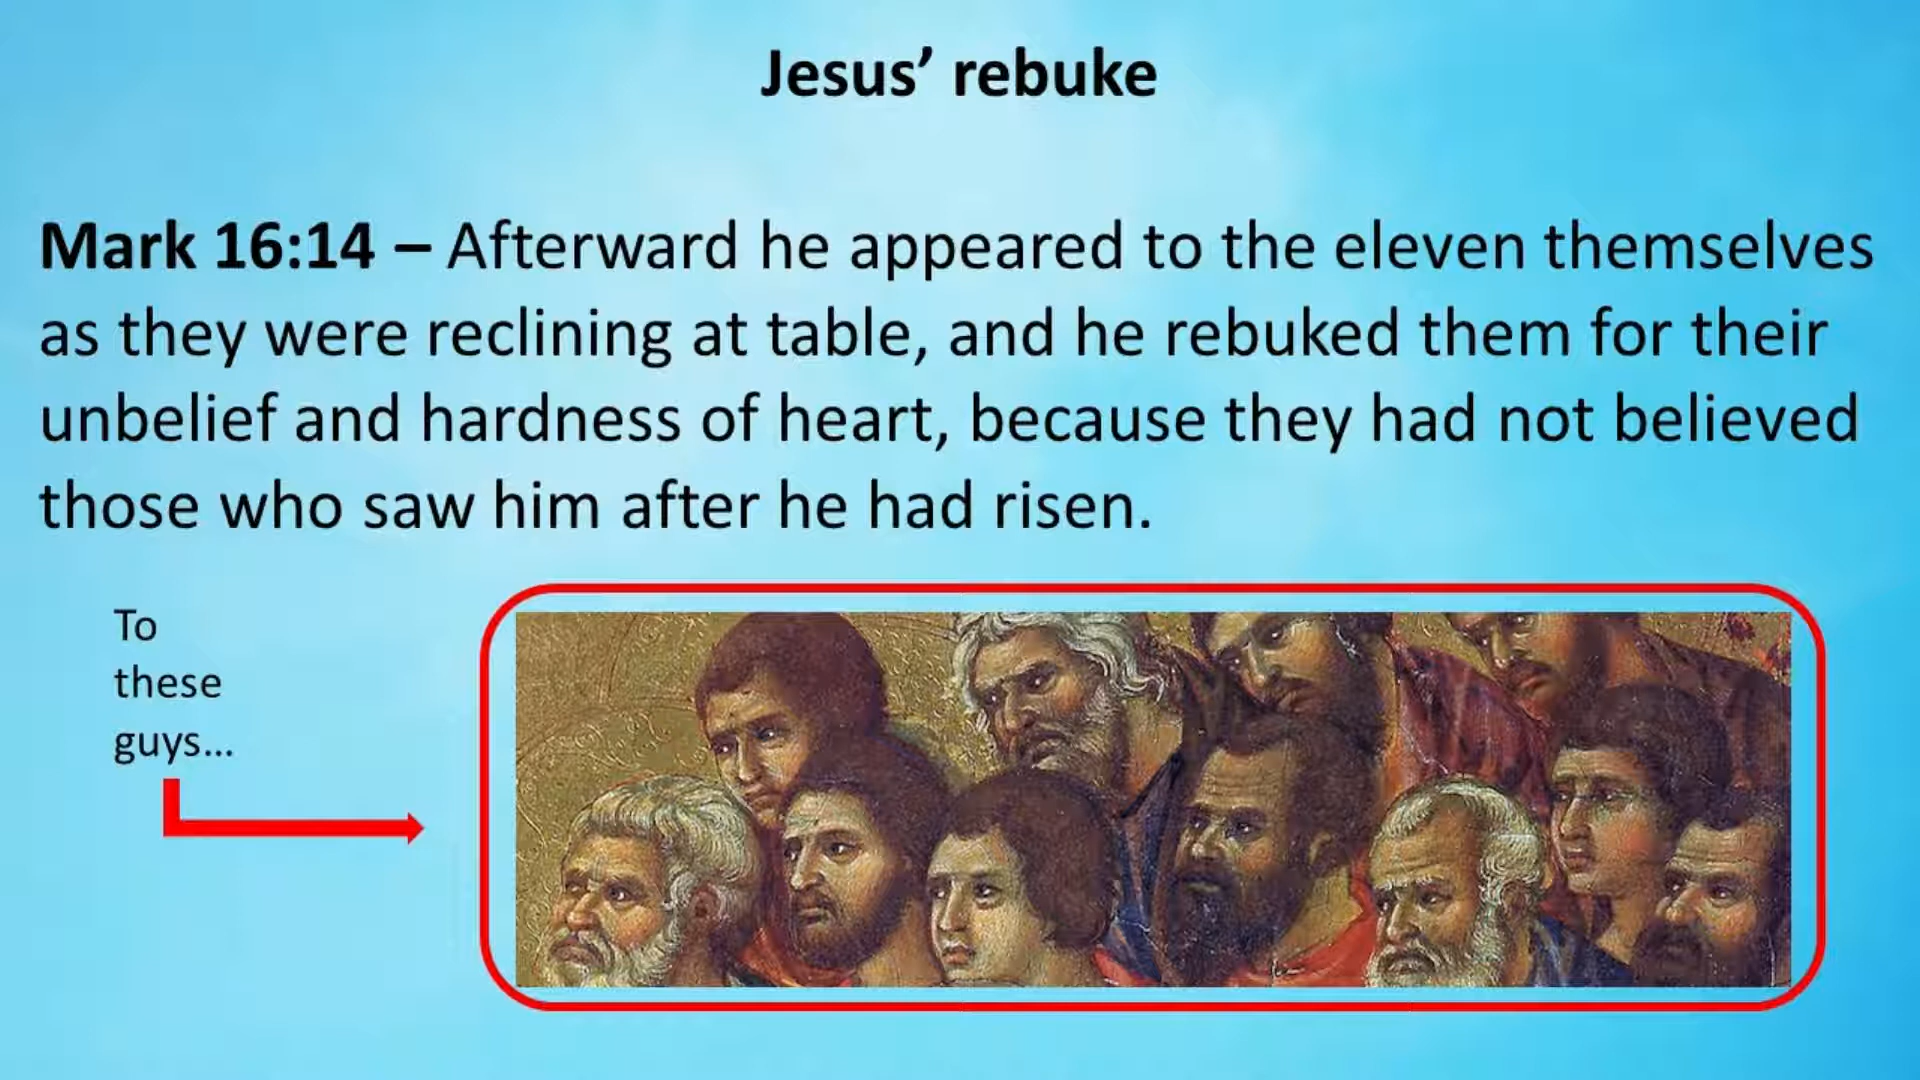 Jesus’ rebuke
Mark 16:14 – Afterward he appeared to the eleven themselves
as they were reclining at table, and he rebuked them for their
unbelief and hardness of heart, because they had not believed
those who saw him after he had risen.
To
these
guys...